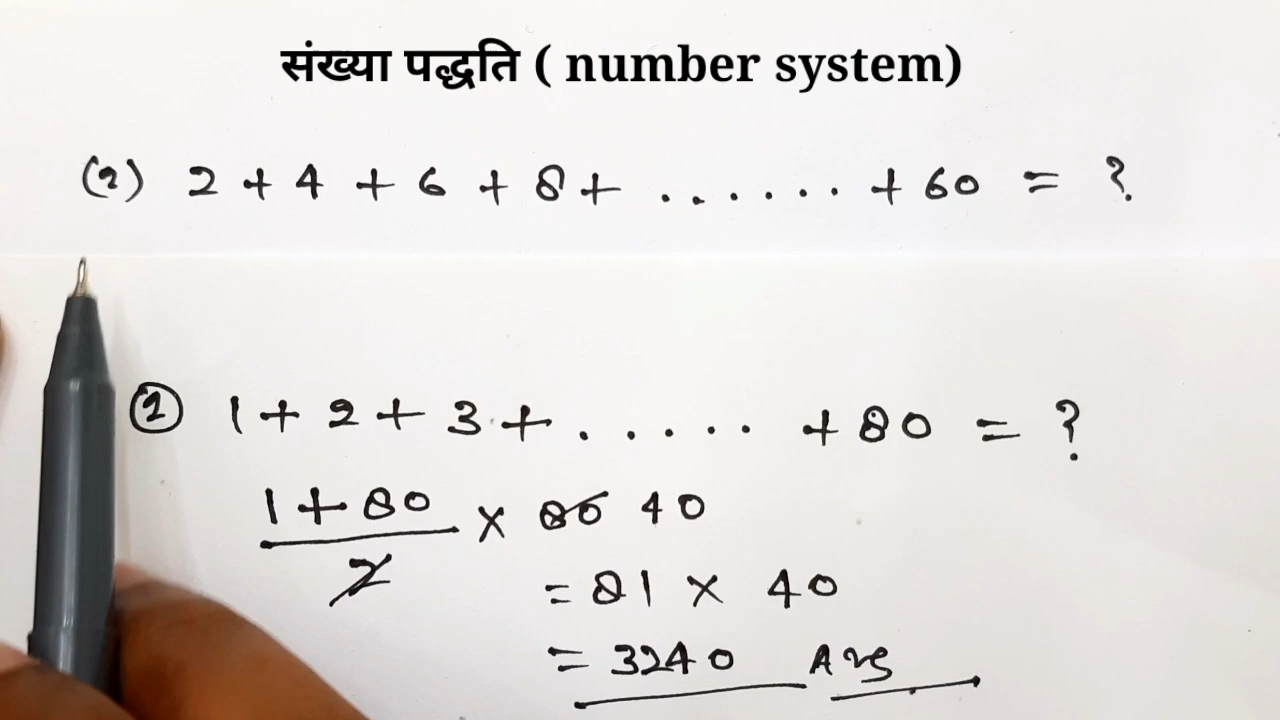 संख्या पद्धति ( number system)
(२) 2 + 4 + 6 + 8 + . . . . . . . + 60 = ?
① 1 + 2 + 3 + . . . . . + 80 = ?
1 + 80
× 80 40
2
= 81 × 40
= 3240 Ans